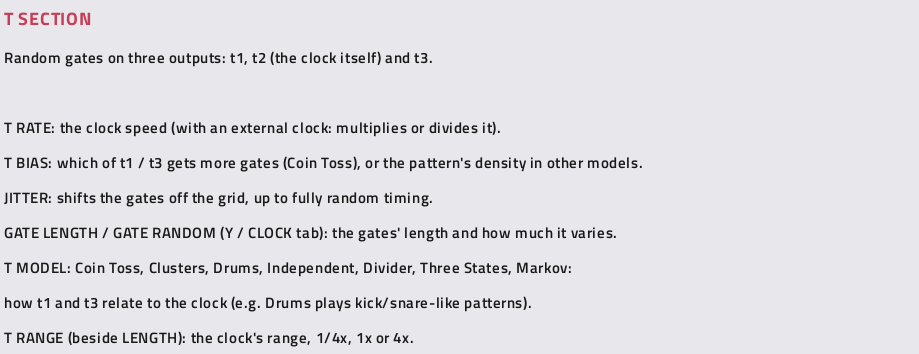 T SECTION
Random gates on three outputs: t1, t2 (the clock itself) and t3.
T RATE: the clock speed (with an external clock: multiplies or divides it).
T BIAS: which of t1 / t3 gets more gates (Coin Toss), or the pattern's density in other models.
JITTER: shifts the gates off the grid, up to fully random timing.
GATE LENGTH / GATE RANDOM (Y / CLOCK tab): the gates' length and how much it varies.
T MODEL: Coin Toss, Clusters, Drums, Independent, Divider, Three States, Markov:
how t1 and t3 relate to the clock (e.g. Drums plays kick/snare-like patterns).
T RANGE (beside LENGTH): the clock's range, 1/4x, 1x or 4x.